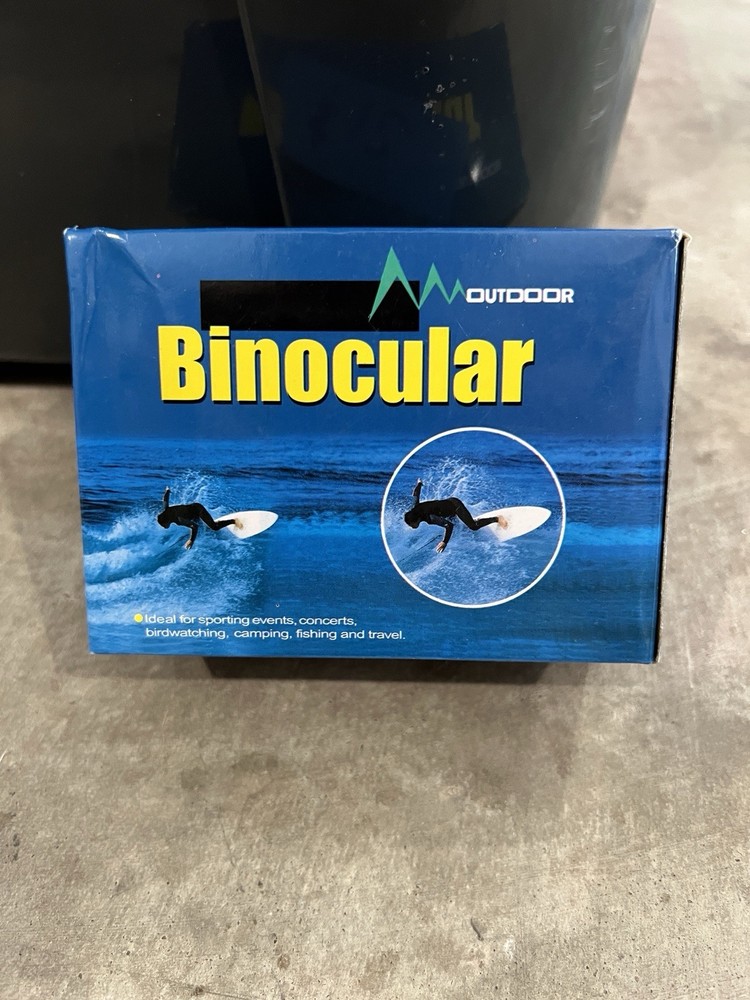 OUTDOOR
Binocular
Ideal for sporting events, concerts,
birdwatching, camping, fishing and travel.